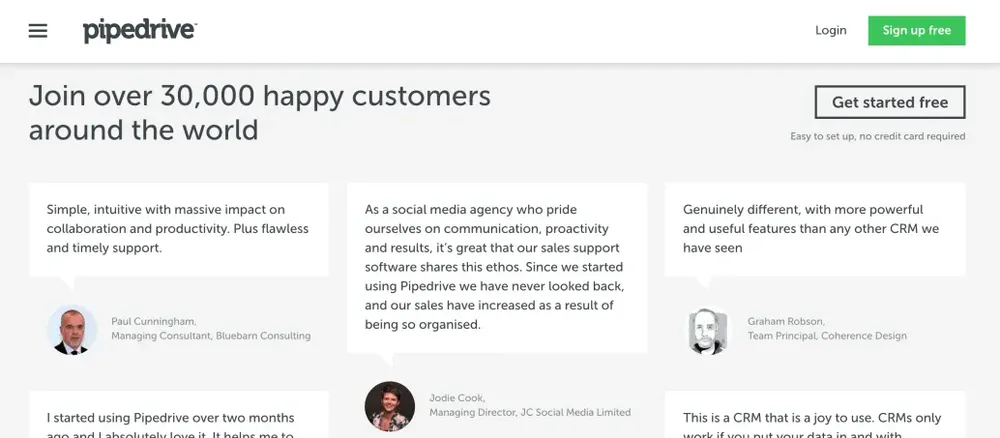 pipedrive™
Login
Sign up free
Join over 30,000 happy customers
around the world
Get started free
Easy to set up, no credit card required
Simple, intuitive with massive impact on
collaboration and productivity. Plus flawless
and timely support.
Paul Cunningham,
Managing Consultant, Bluebarn Consulting
As a social media agency who pride
ourselves on communication, proactivity
and results, it's great that our sales support
software shares this ethos. Since we started
using Pipedrive we have never looked back,
and our sales have increased as a result of
being so organised.
Jodie Cook,
Managing Director, JC Social Media Limited
Genuinely different, with more powerful
and useful features than any other CRM we
have seen
Graham Robson,
Team Principal, Coherence Design
I started using Pipedrive over two months
ago and I absolutely love it. It helps me to
This is a CRM that is a joy to use. CRMs only
work if you put your data in and with